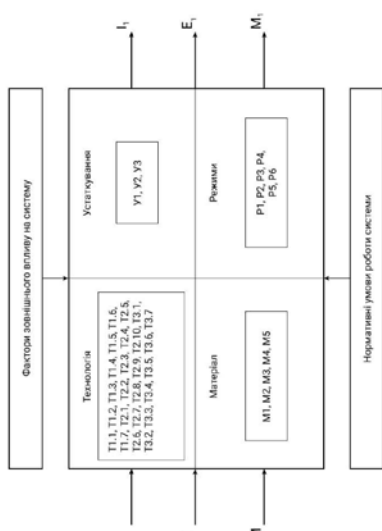 Фактори зовнішнього впливу на систему
Технологія
Т1.1, Т1.2, Т1.3, Т1.4, Т1.5, Т1.6,
Т1.7, Т2.1, Т2.2, Т2.3, Т2.4, Т2.5,
Т2.6, Т2.7, Т2.8, Т2.9, Т2.10, Т3.1,
Т3.2, Т3.3, Т3.4, Т3.5, Т3.6, Т3.7
Устаткування
У1, У2, У3
I₁
E₁
Матеріал
М1, М2, М3, М4, М5
Режими
Р1, Р2, Р3, Р4,
Р5, Р6
M
M₁
Нормативні умови роботи системи